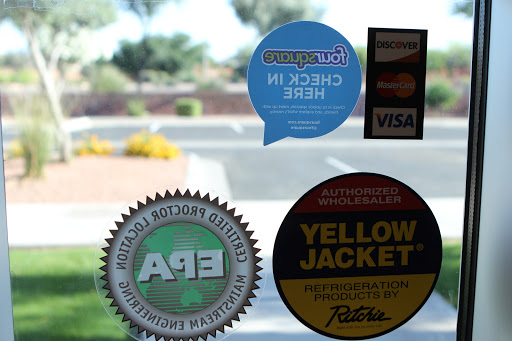 foursquare
CHECK IN
HERE
DISCOVER
MasterCard
VISA
CERTIFIED PROCTOR LOCATION
EPA
MAINSTREAM ENGINEERING
AUTHORIZED
WHOLESALER
YELLOW
JACKET®
REFRIGERATION
PRODUCTS BY
Ritchie